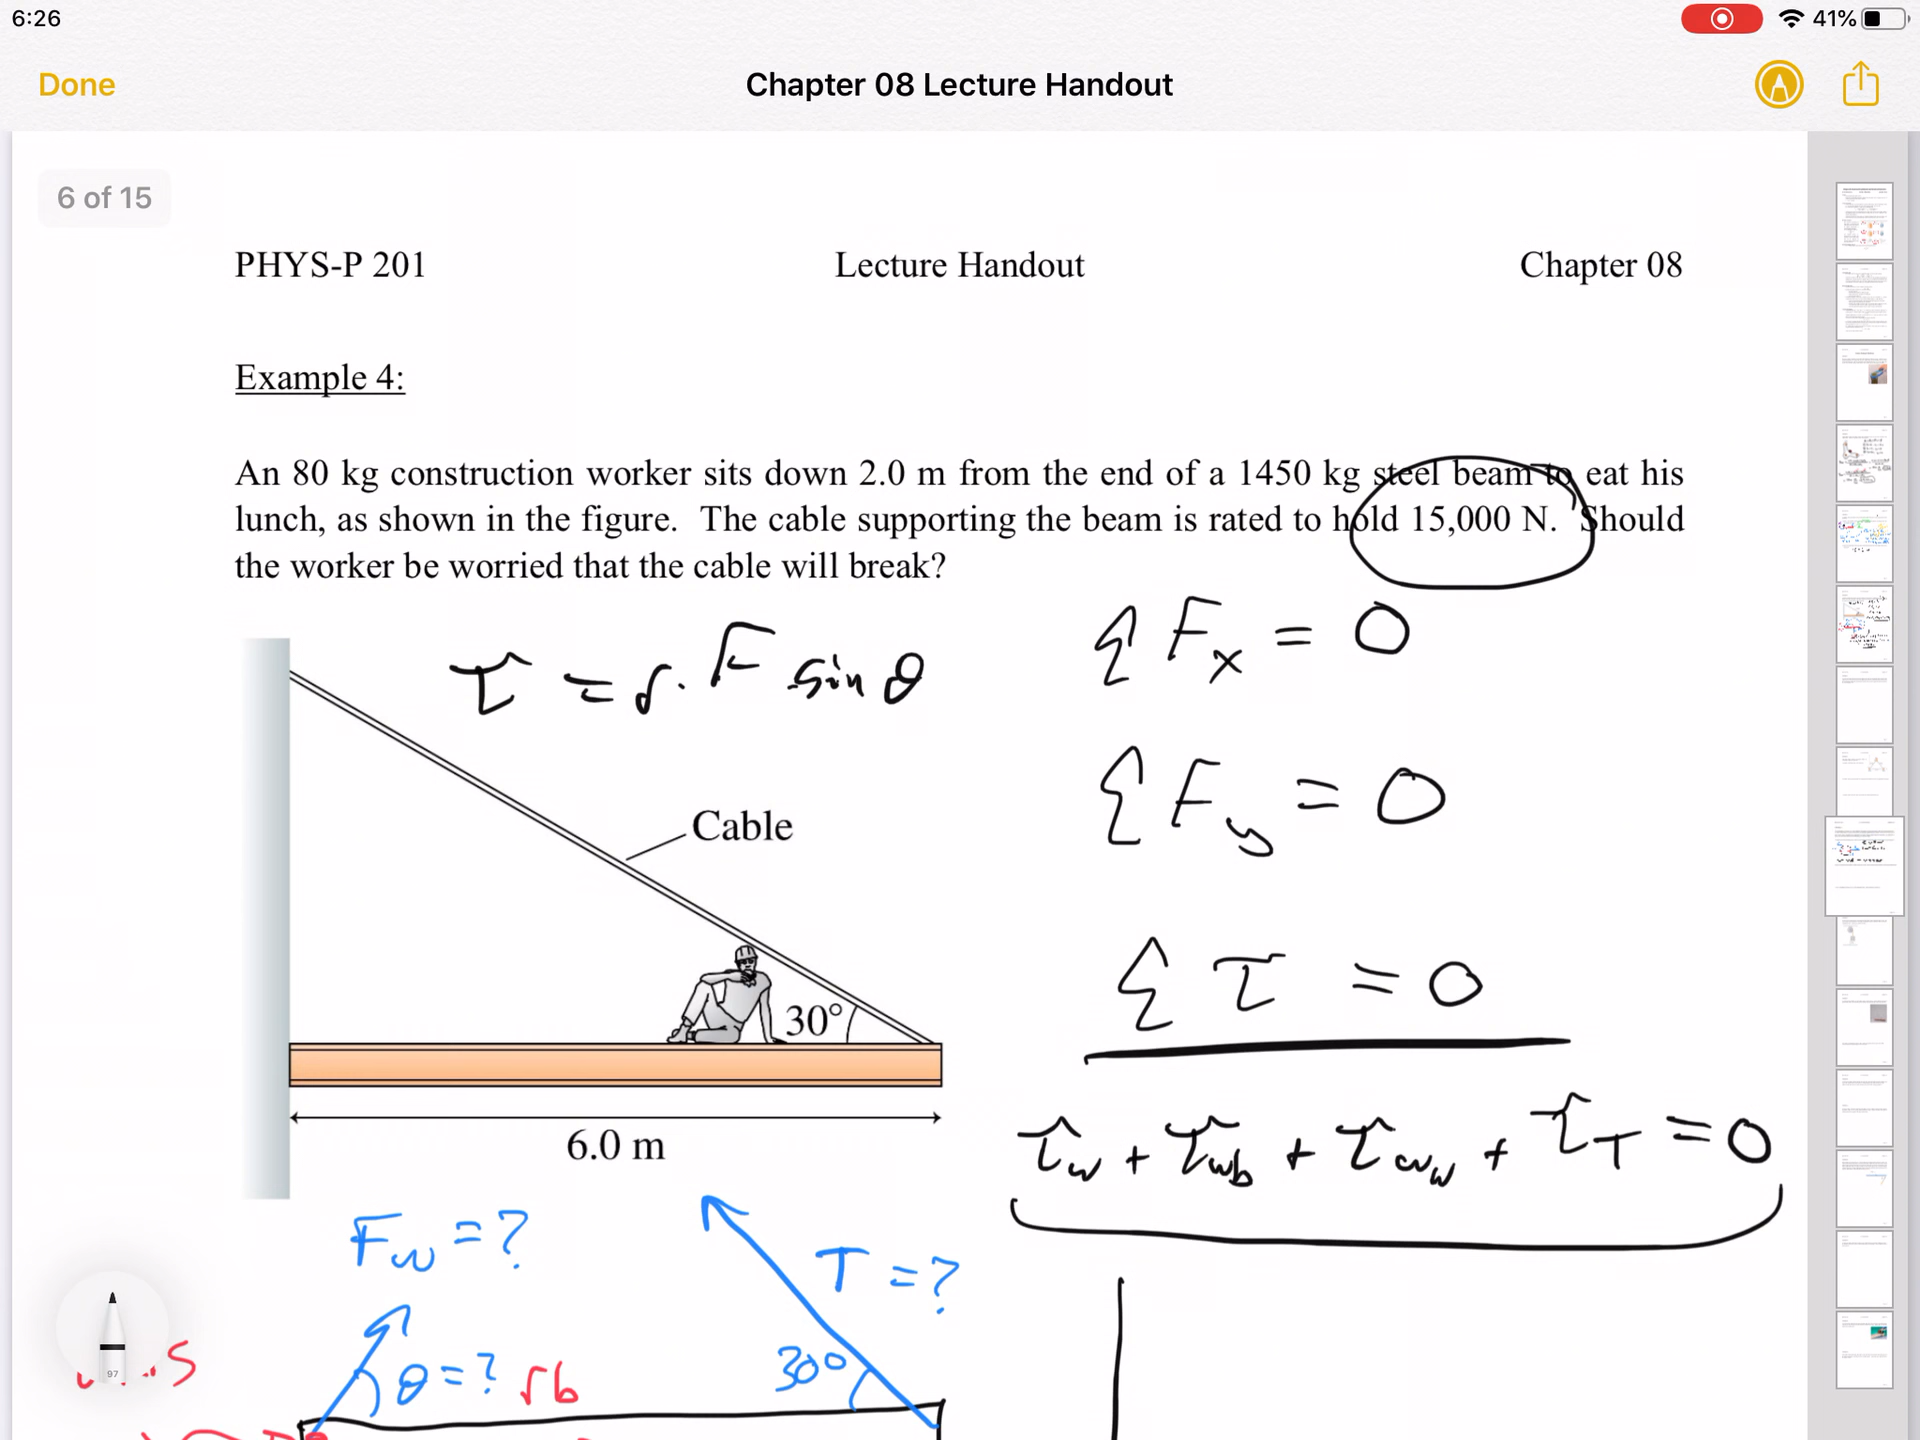 6:26
41%
Done
Chapter 08 Lecture Handout
6 of 15
PHYS-P 201 Lecture Handout Chapter 08
Example 4:
An 80 kg construction worker sits down 2.0 m from the end of a 1450 kg steel beam to eat his
lunch, as shown in the figure. The cable supporting the beam is rated to hold 15,000 N. Should
the worker be worried that the cable will break?
τ = r · F sin θ
Σ Fx = 0
Σ Fy = 0
Cable
Σ τ = 0
30°
6.0 m
τw + τwb + τww + τT = 0
Fw = ?
T = ?
θ = ?
rb
30°
97